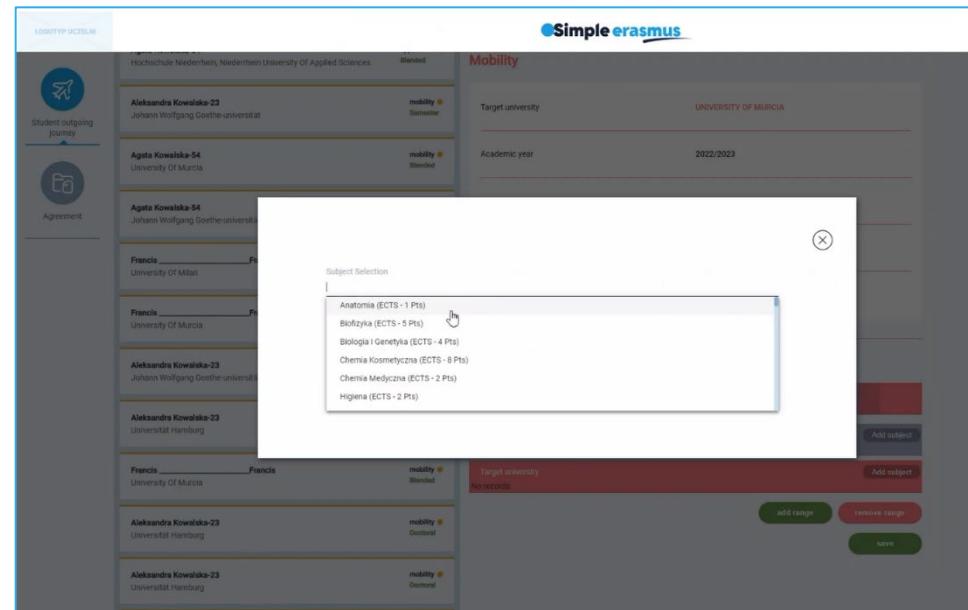 LOGOTYP UCZELNI
Simple erasmus
Student outgoing
journey
Agreement
Hochschule Niederrhein, Niederrhein University Of Applied Sciences
Blended
Aleksandra Kowalska-23
Johann Wolfgang Goethe-universitat
mobility
Semester
Agata Kowalska-54
University Of Murcia
mobility
Blended
Agata Kowalska-54
Johann Wolfgang Goethe-universita
Francis
University Of Milan
Francis
University Of Murcia
Aleksandra Kowalska-23
Johann Wolfgang Goethe-universita
Aleksandra Kowalska-23
Universität Hamburg
Francis ____________________Francis
University Of Murcia
mobility
Blended
Aleksandra Kowalska-23
Universität Hamburg
mobility
Doctoral
Aleksandra Kowalska-23
Universität Hamburg
mobility
Doctoral
Mobility
Target university UNIVERSITY OF MURCIA
Academic year 2022/2023
Subject Selection
Anatomia (ECTS - 1 Pts)
Biofizyka (ECTS - 5 Pts)
Biologia I Genetyka (ECTS - 4 Pts)
Chemia Kosmetyczna (ECTS - 8 Pts)
Chemia Medyczna (ECTS - 2 Pts)
Higiena (ECTS - 2 Pts)
Add subject
Target university Add subject
No records
add range remove range
save